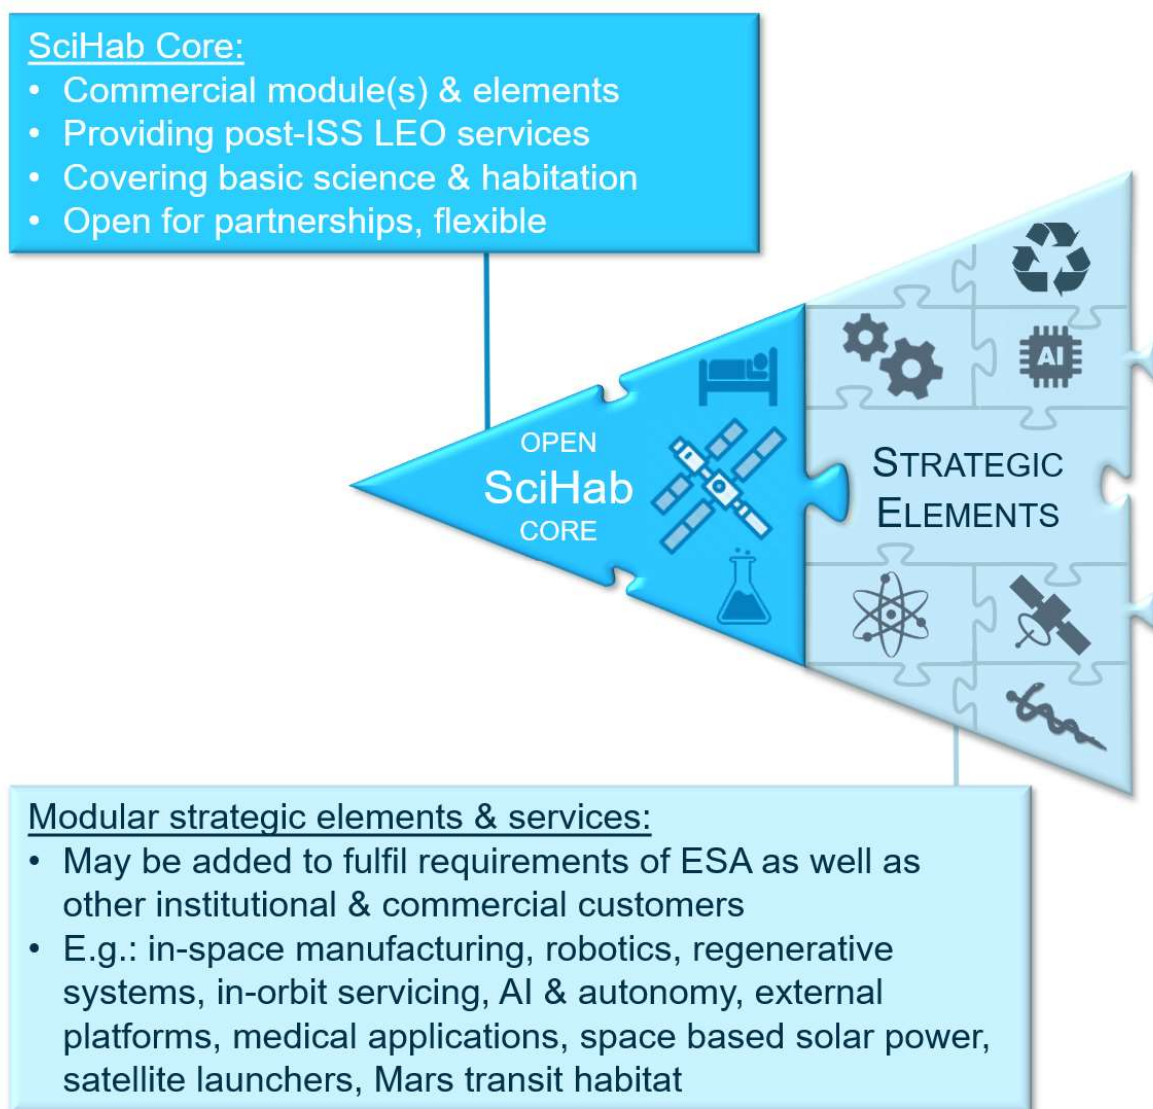 SciHab Core:
• Commercial module(s) & elements
• Providing post-ISS LEO services
• Covering basic science & habitation
• Open for partnerships, flexible
AI
OPEN
SciHab
CORE
STRATEGIC
ELEMENTS
Modular strategic elements & services:
• May be added to fulfil requirements of ESA as well as
other institutional & commercial customers
• E.g.: in-space manufacturing, robotics, regenerative
systems, in-orbit servicing, AI & autonomy, external
platforms, medical applications, space based solar power,
satellite launchers, Mars transit habitat